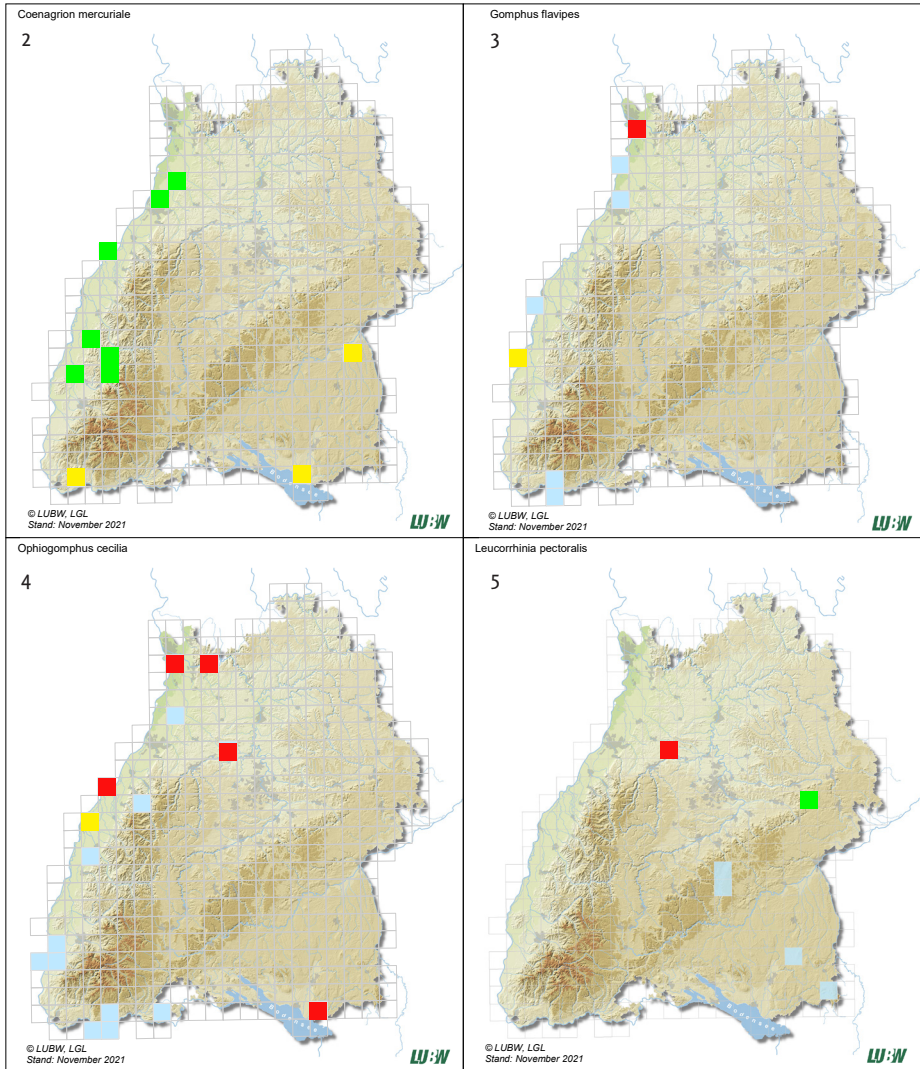 Coenagrion mercuriale
2
© LUBW, LGL
Stand: November 2021
LUBW
Gomphus flavipes
3
© LUBW, LGL
Stand: November 2021
LUBW
Ophiogomphus cecilia
4
© LUBW, LGL
Stand: November 2021
LUBW
Leucorrhinia pectoralis
5
© LUBW, LGL
Stand: November 2021
LUBW